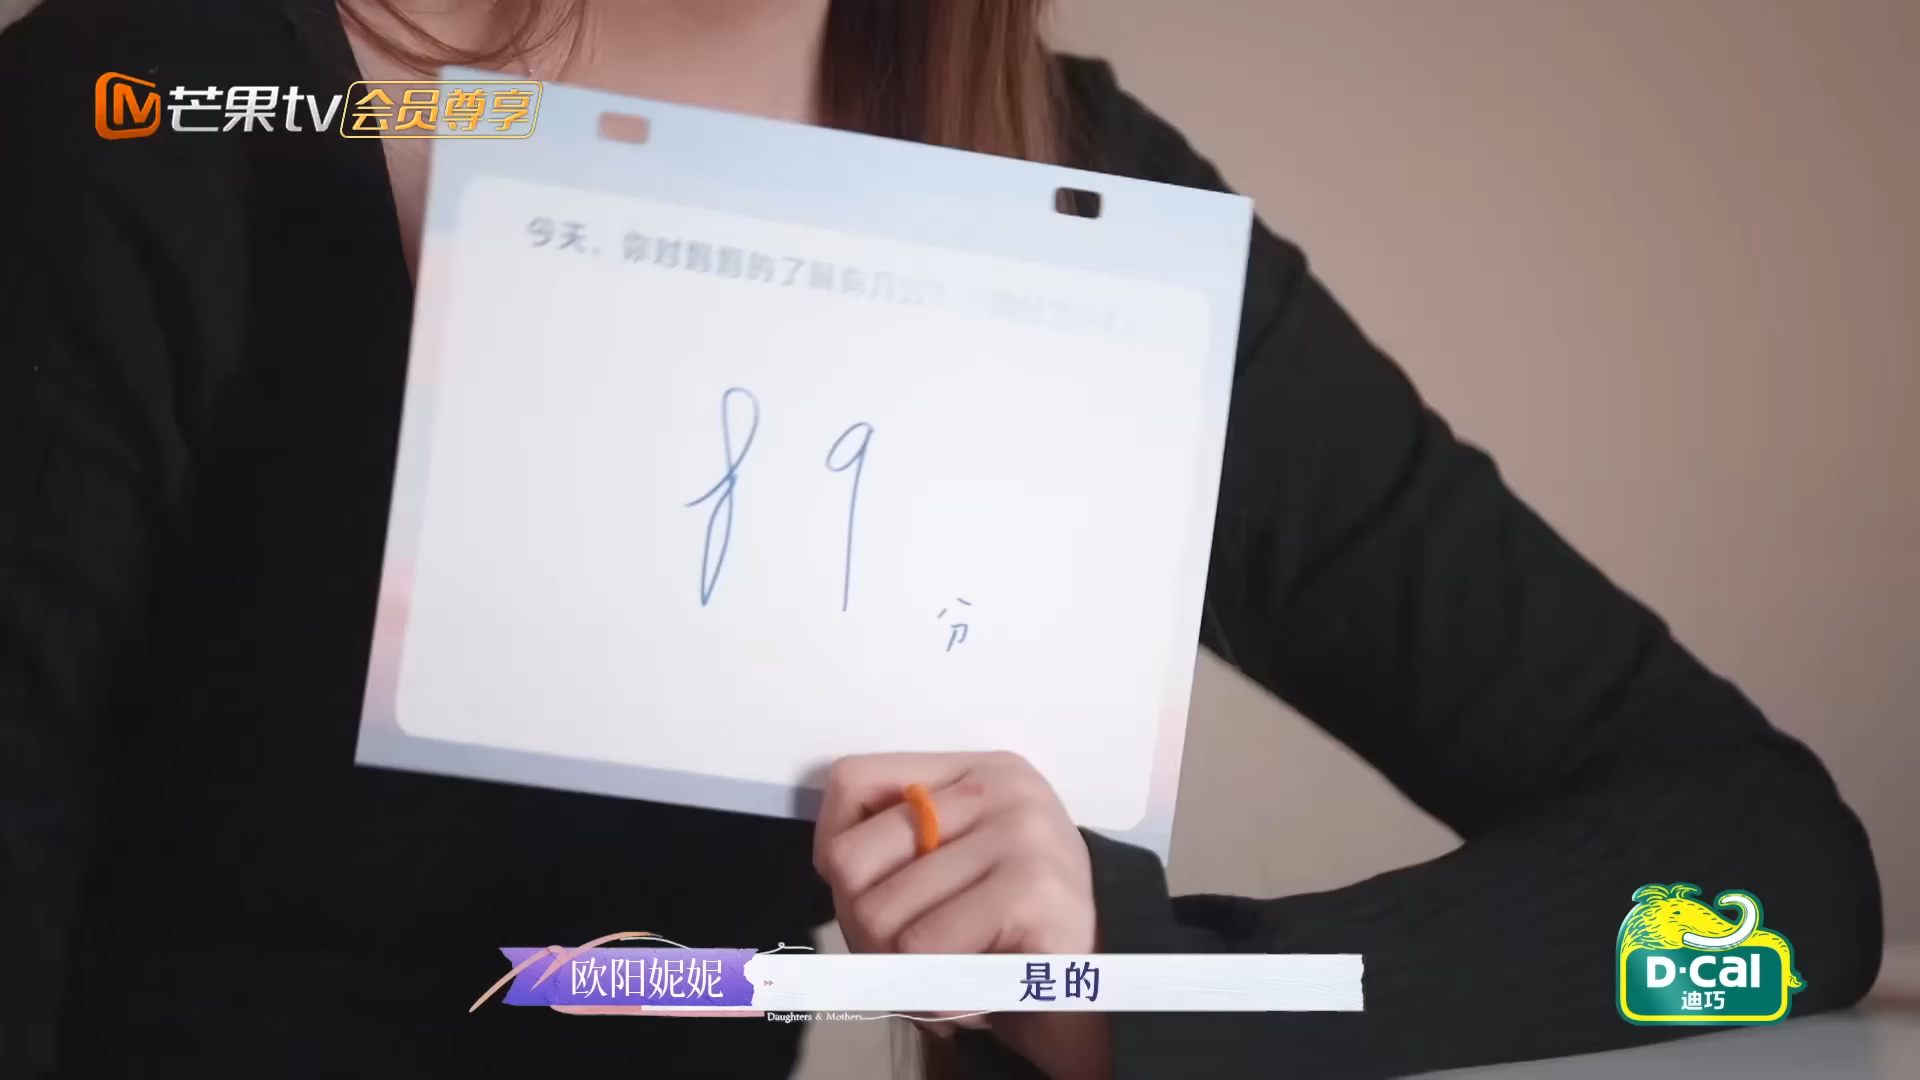 芒果tv会员尊享
今天，你对妈妈的了解有几分？
89
分
欧阳妮妮
是的
Daughters & Mothers
D·Cal
迪巧